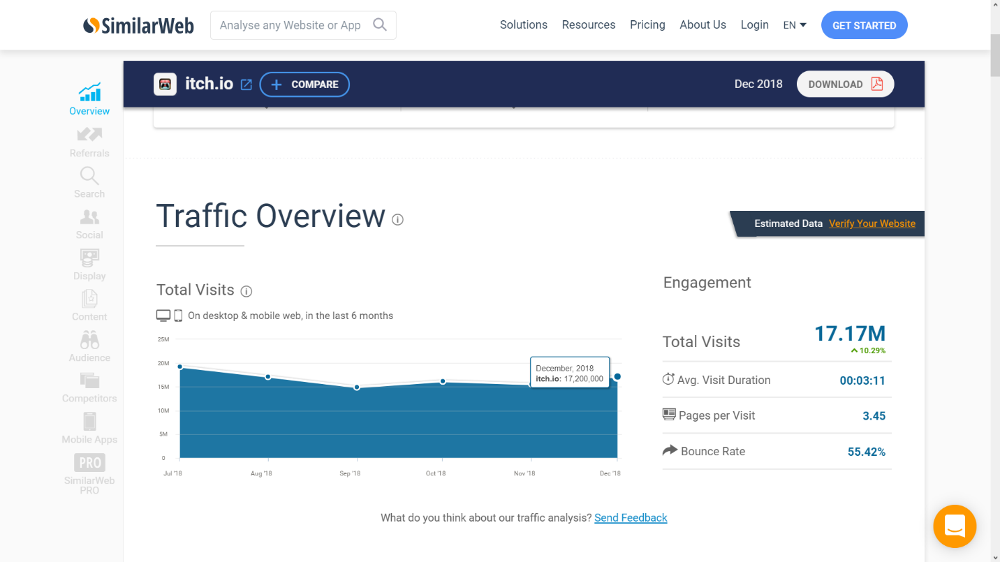 SimilarWeb
Analyse any Website or App
Solutions Resources Pricing About Us Login EN GET STARTED
itch.io COMPARE Dec 2018 DOWNLOAD
Overview
Referrals
Search
Social
Display
Content
Audience
Competitors
Mobile Apps
PRO
SimilarWeb
PRO
Traffic Overview
Estimated Data Verify Your Website
Total Visits
On desktop & mobile web, in the last 6 months
25M
20M
15M
10M
5M
0
December, 2018
itch.io: 17,200,000
Jul '18 Aug '18 Sep '18 Oct '18 Nov '18 Dec '18
Engagement
Total Visits 17.17M
10.29%
Avg. Visit Duration 00:03:11
Pages per Visit 3.45
Bounce Rate 55.42%
What do you think about our traffic analysis? Send Feedback